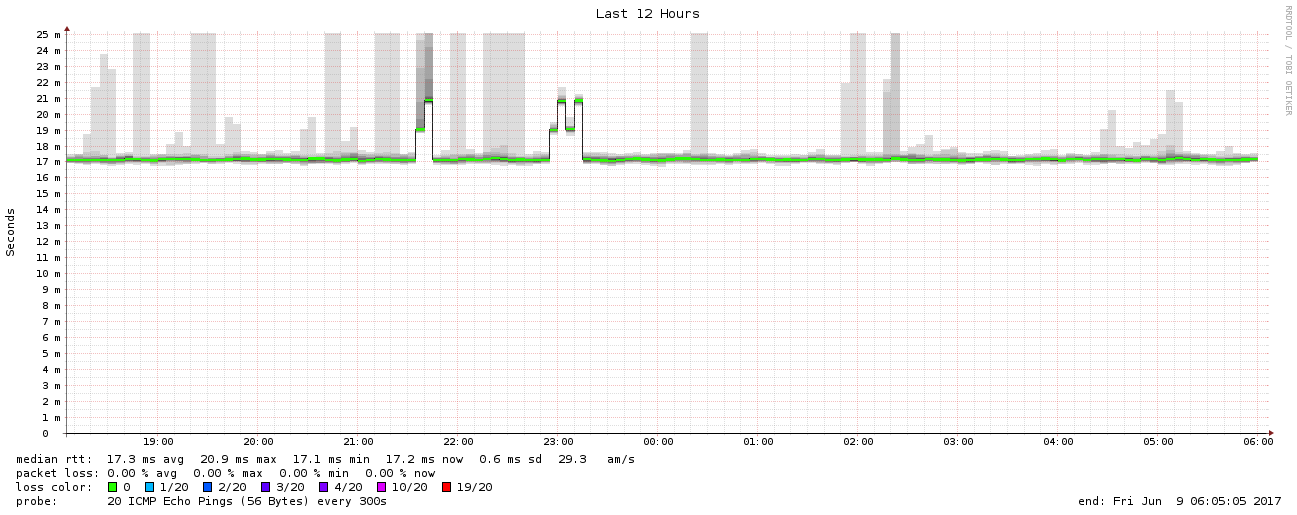 Last 12 Hours
RRDTOOL / TOBI OETIKER
Seconds
25 m
24 m
23 m
22 m
21 m
20 m
19 m
18 m
17 m
16 m
15 m
14 m
13 m
12 m
11 m
10 m
9 m
8 m
7 m
6 m
5 m
4 m
3 m
2 m
1 m
0
19:00 20:00 21:00 22:00 23:00 00:00 01:00 02:00 03:00 04:00 05:00 06:00
median rtt: 17.3 ms avg 20.9 ms max 17.1 ms min 17.2 ms now 0.6 ms sd 29.3 am/s
packet loss: 0.00 % avg 0.00 % max 0.00 % min 0.00 % now
loss color: 0 1/20 2/20 3/20 4/20 10/20 19/20
probe: 20 ICMP Echo Pings (56 Bytes) every 300s end: Fri Jun 9 06:05:05 2017